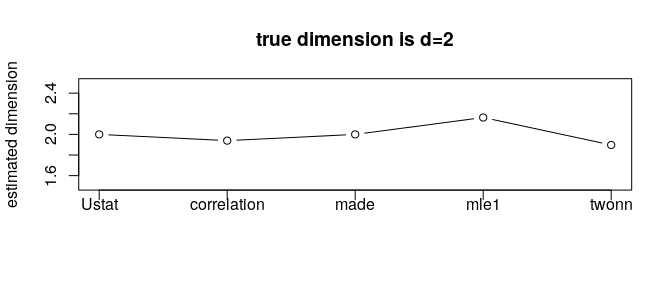 true dimension is d=2
estimated dimension
2.4
2.0
1.6
Ustat correlation made mle1 twonn